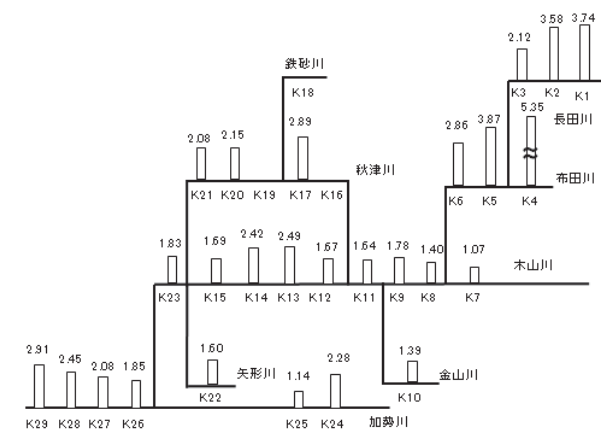 3.58 3.74
2.12
鉄砂川
K3 K2 K1
K18
5.35
長田川
2.86 3.87
2.08 2.15 2.89
秋津川
布田川
K21 K20 K19 K17 K16
K6 K5 K4
1.83 1.69 2.42 2.49 1.67 1.64 1.78 1.40 1.07
木山川
K23 K15 K14 K13 K12 K11 K9 K8 K7
2.91 2.45 2.08 1.85
1.60
矢形川
1.14 2.28
1.39
金山川
K22
K10
K29 K28 K27 K26
K25 K24
加勢川